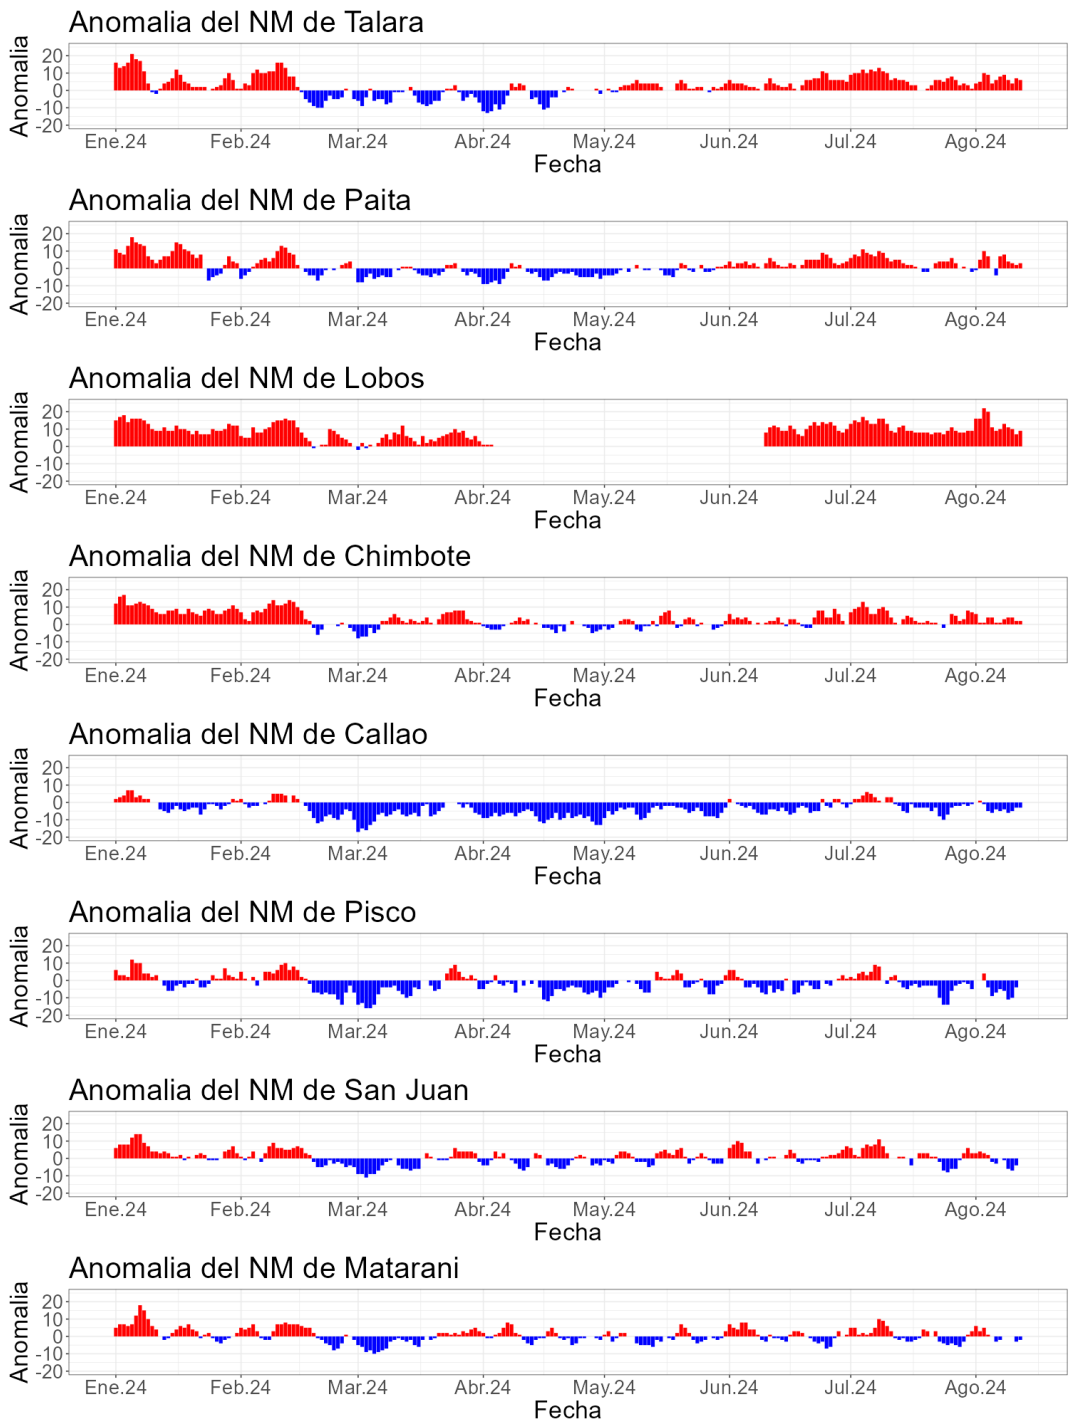 Anomalia del NM de Talara
Anomalia
20
10
0
-10
-20
Ene.24 Feb.24 Mar.24 Abr.24 May.24 Jun.24 Jul.24 Ago.24
Fecha
Anomalia del NM de Paita
Anomalia
20
10
0
-10
-20
Ene.24 Feb.24 Mar.24 Abr.24 May.24 Jun.24 Jul.24 Ago.24
Fecha
Anomalia del NM de Lobos
Anomalia
20
10
0
-10
-20
Ene.24 Feb.24 Mar.24 Abr.24 May.24 Jun.24 Jul.24 Ago.24
Fecha
Anomalia del NM de Chimbote
Anomalia
20
10
0
-10
-20
Ene.24 Feb.24 Mar.24 Abr.24 May.24 Jun.24 Jul.24 Ago.24
Fecha
Anomalia del NM de Callao
Anomalia
20
10
0
-10
-20
Ene.24 Feb.24 Mar.24 Abr.24 May.24 Jun.24 Jul.24 Ago.24
Fecha
Anomalia del NM de Pisco
Anomalia
20
10
0
-10
-20
Ene.24 Feb.24 Mar.24 Abr.24 May.24 Jun.24 Jul.24 Ago.24
Fecha
Anomalia del NM de San Juan
Anomalia
20
10
0
-10
-20
Ene.24 Feb.24 Mar.24 Abr.24 May.24 Jun.24 Jul.24 Ago.24
Fecha
Anomalia del NM de Matarani
Anomalia
20
10
0
-10
-20
Ene.24 Feb.24 Mar.24 Abr.24 May.24 Jun.24 Jul.24 Ago.24
Fecha